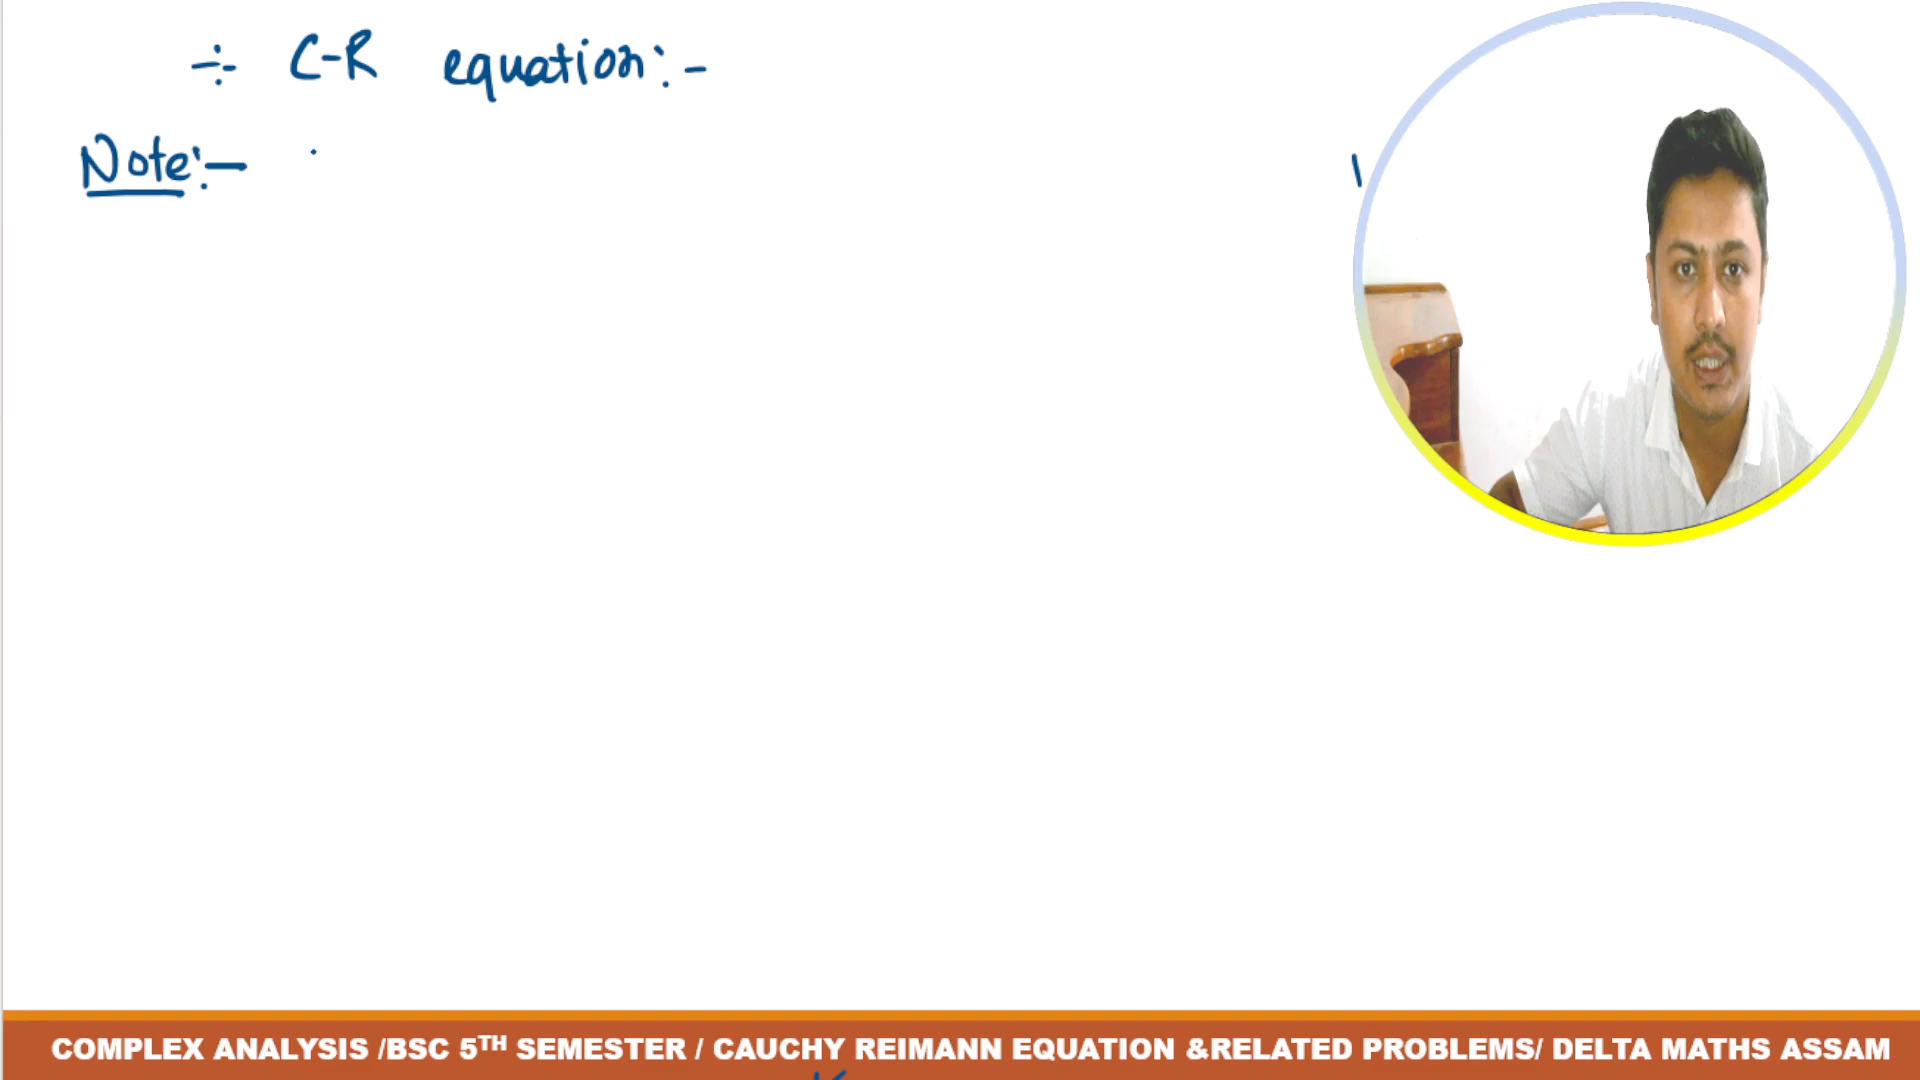 ÷ C-R equation:-
Note:-
COMPLEX ANALYSIS /BSC 5TH SEMESTER / CAUCHY REIMANN EQUATION &RELATED PROBLEMS/ DELTA MATHS ASSAM